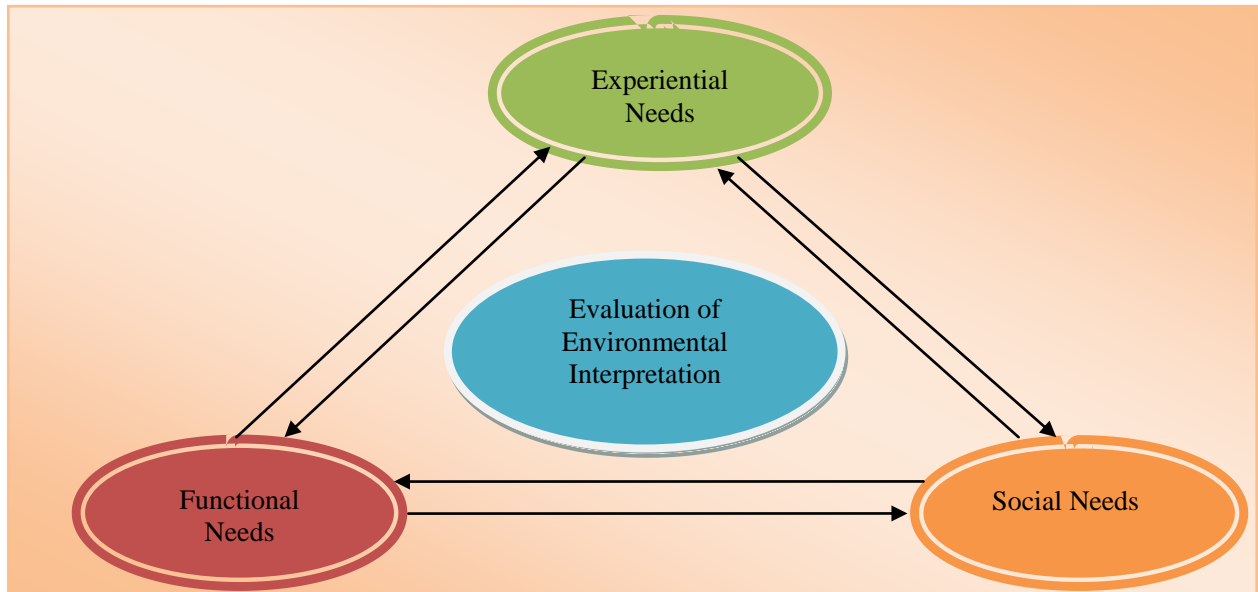 Experiential
Needs
Evaluation of
Environmental
Interpretation
Functional
Needs
Social Needs